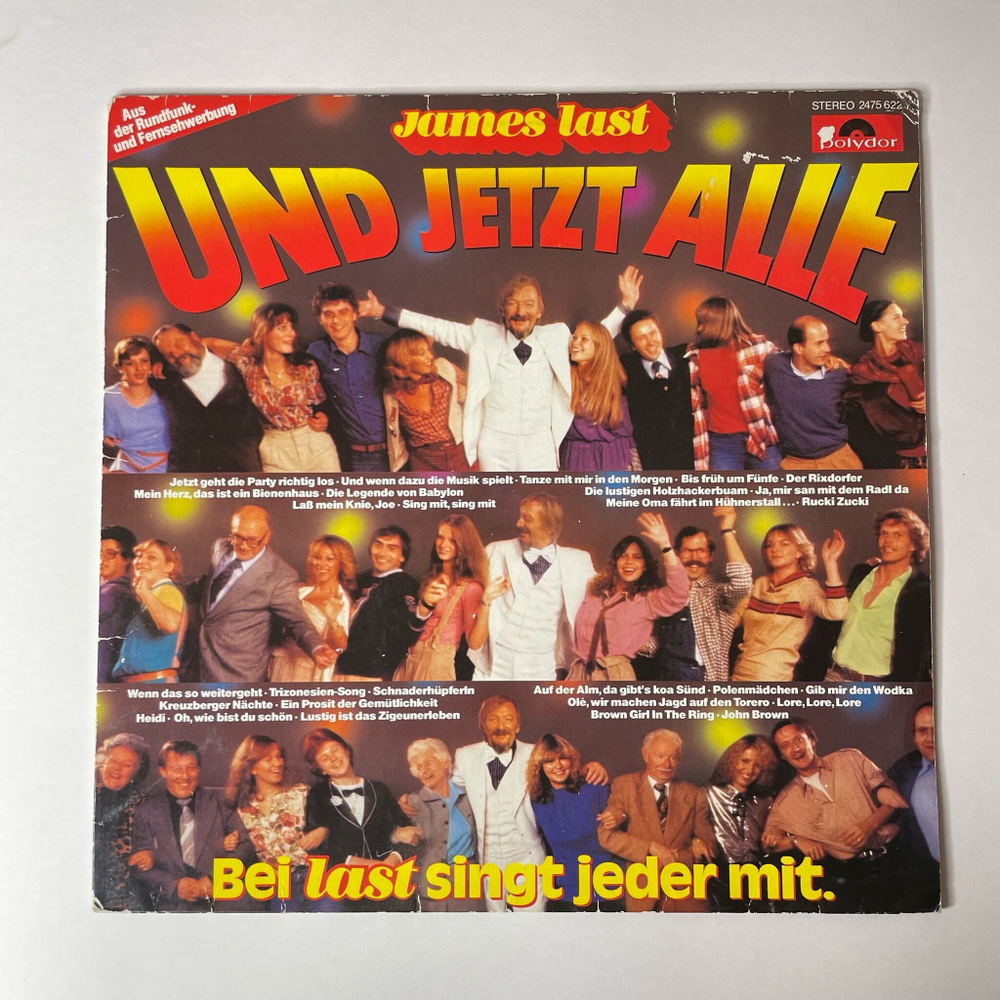 Aus
der Rundfunk-
und Fernsehwerbung
James last
STEREO 2475 622
polydor
UND JETZT ALLE
Jetzt geht die Party richtig los · Und wenn dazu die Musik spielt · Tanze mit mir in den Morgen · Bis früh um Fünfe · Der Rixdorfer
Mein Herz, das ist ein Bienenhaus · Die Legende von Babylon
Laß mein Knie, Joe · Sing mit, sing mit
Die lustigen Holzhackerbuam · Ja, mir san mit dem Radl da
Meine Oma fährt im Hühnerstall ... · Rucki Zucki
Wenn das so weitergeht · Trizonesien-Song · Schnaderhüpferln
Kreuzberger Nächte · Ein Prosit der Gemütlichkeit
Heidi · Oh, wie bist du schön · Lustig ist das Zigeunerleben
Auf der Alm, da gibt's koa Sünd · Polenmädchen · Gib mir den Wodka
Olé, wir machen Jagd auf den Torero · Lore, Lore, Lore
Brown Girl In The Ring · John Brown
Bei last singt jeder mit.